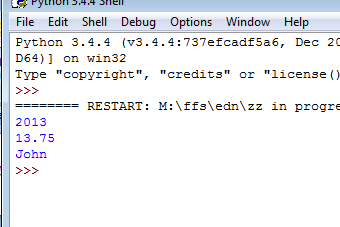 Python 3.4.4 Shell
File Edit Shell Debug Options Window Help
Python 3.4.4 (v3.4.4:737efcadf5a6, Dec 20
D64)] on win32
Type "copyright", "credits" or "license()
>>>
======== RESTART: M:\ffs\edn\zz in progre
2013
13.75
John
>>>